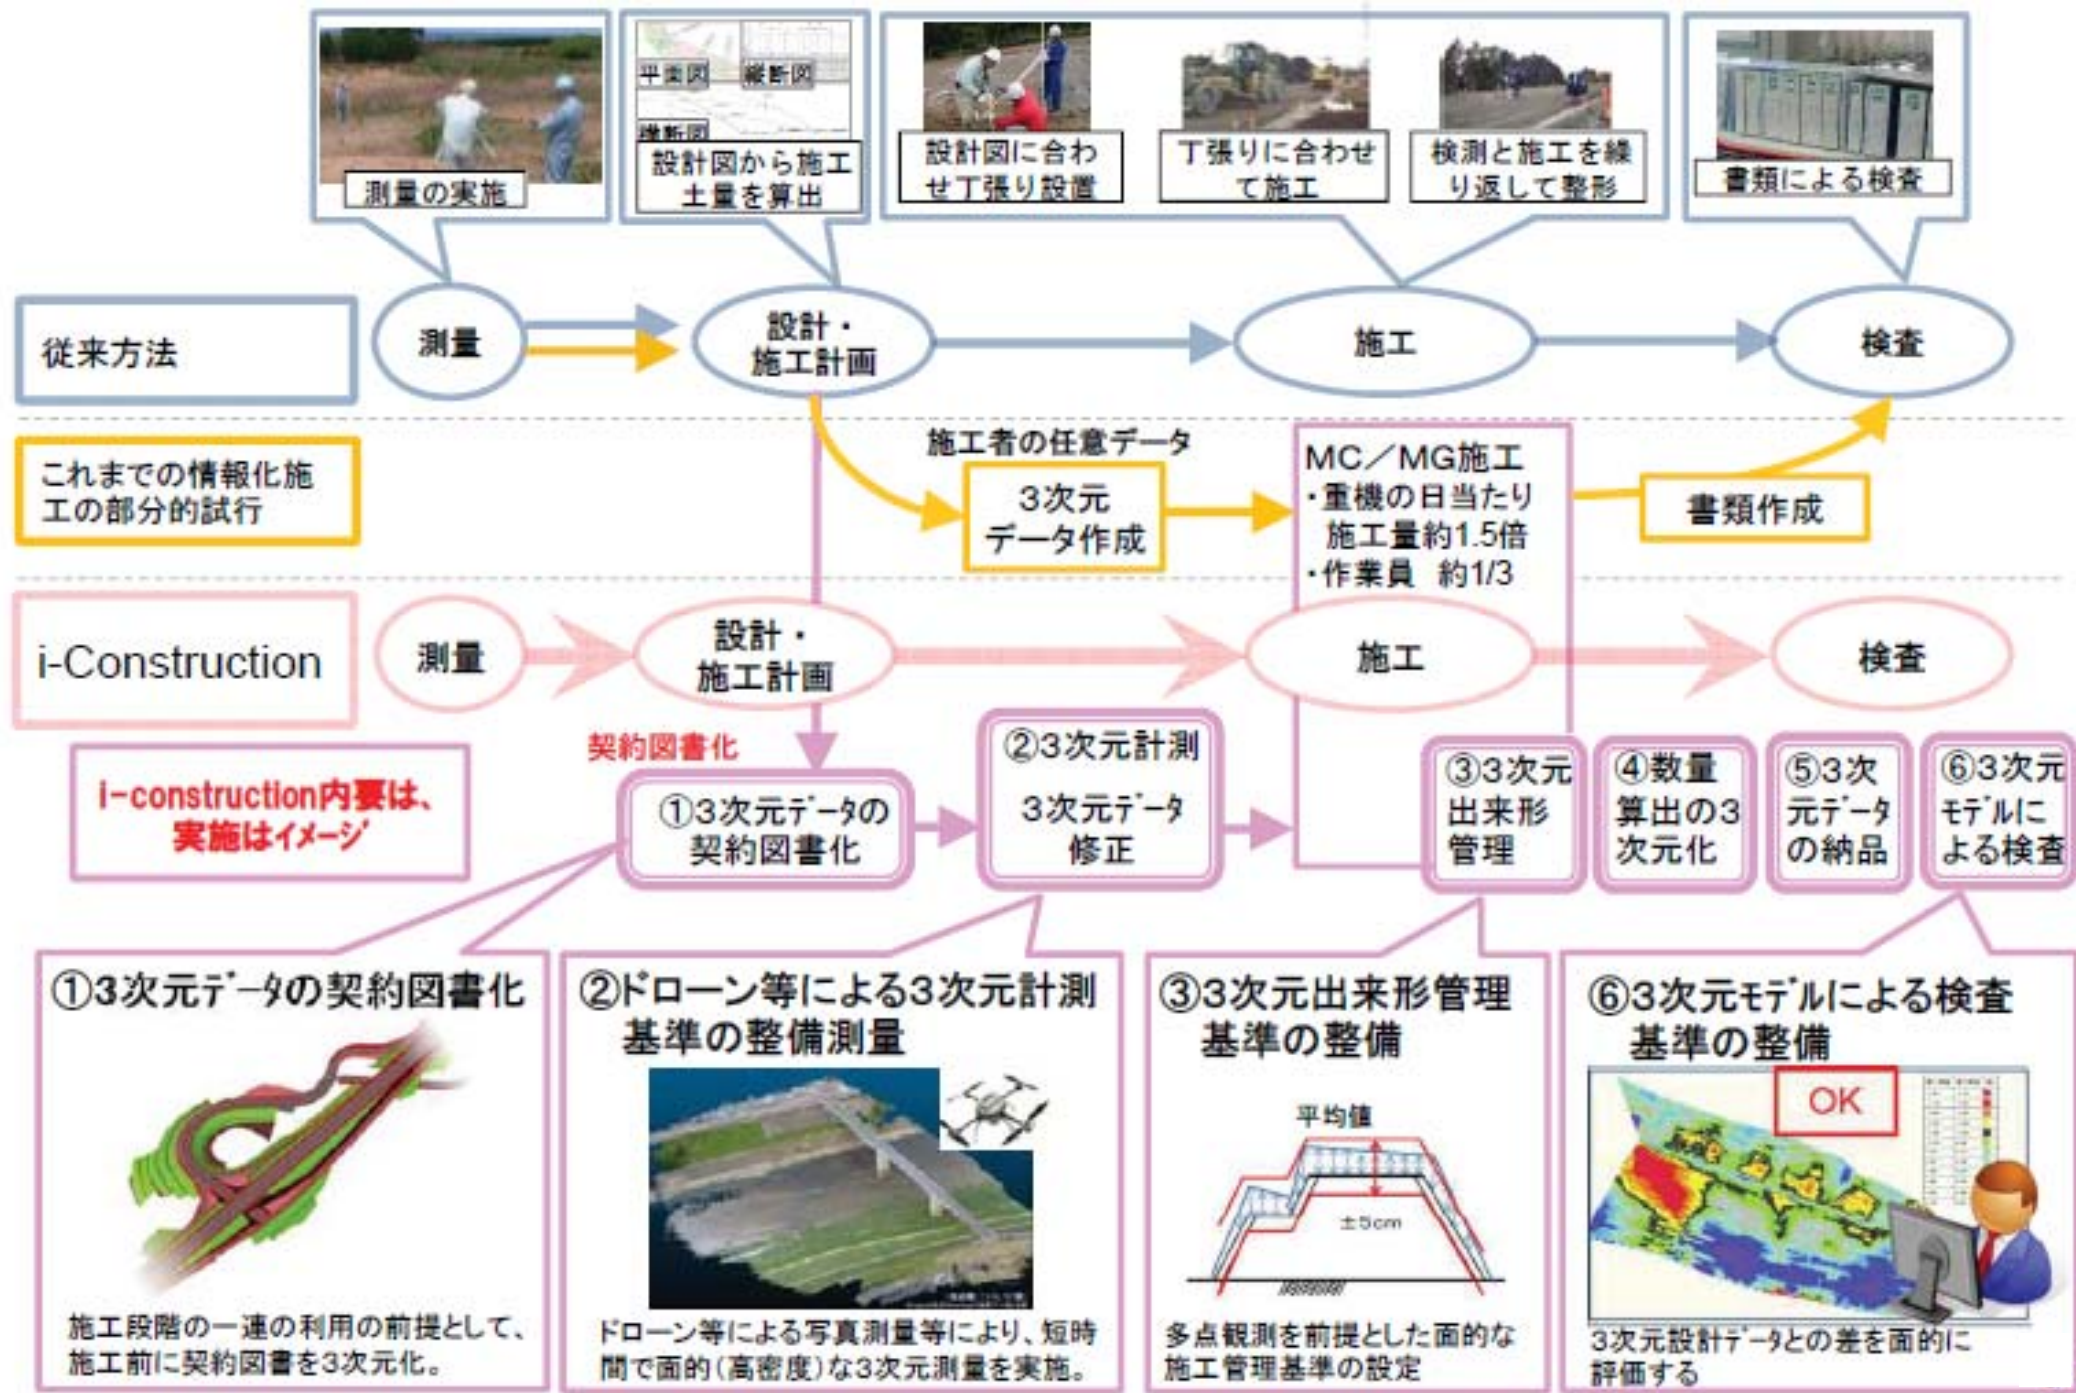 平面図
縦断図
横断図
測量の実施
設計図から施工
土量を算出
設計図に合わ
せ丁張り設置
丁張りに合わせ
て施工
検測と施工を繰
り返して整形
書類による検査
従来方法
測量
設計・
施工計画
施工
検査
これまでの情報化施
工の部分的試行
施工者の任意データ
3次元
データ作成
MC／MG施工
・重機の日当たり
施工量約1.5倍
・作業員 約1/3
書類作成
i-Construction
測量
設計・
施工計画
施工
検査
i-construction内要は、
実施はイメージ
契約図書化
①3次元データの
契約図書化
②3次元計測
3次元データ
修正
③3次元
出来形
管理
④数量
算出の3
次元化
⑤3次
元データ
の納品
⑥3次元
モデルに
よる検査
①3次元データの契約図書化
施工段階の一連の利用の前提として、
施工前に契約図書を3次元化。
②ドローン等による3次元計測
基準の整備測量
ドローン等による写真測量等により、短時
間で面的(高密度)な3次元測量を実施。
③3次元出来形管理
基準の整備
平均値
±5cm
多点観測を前提とした面的な
施工管理基準の設定
⑥3次元モデルによる検査
基準の整備
OK
3次元設計データとの差を面的に
評価する